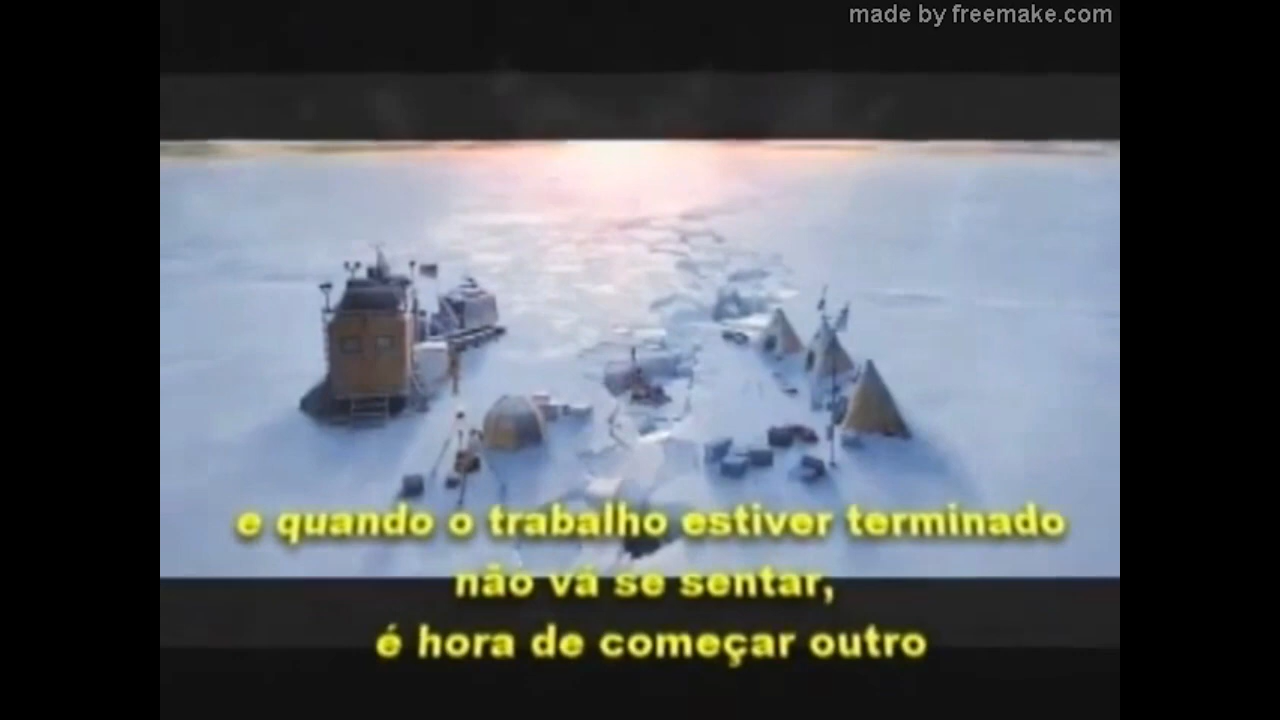 made by freemake.com
e quando o trabalho estiver terminado
não vá se sentar,
é hora de começar outro